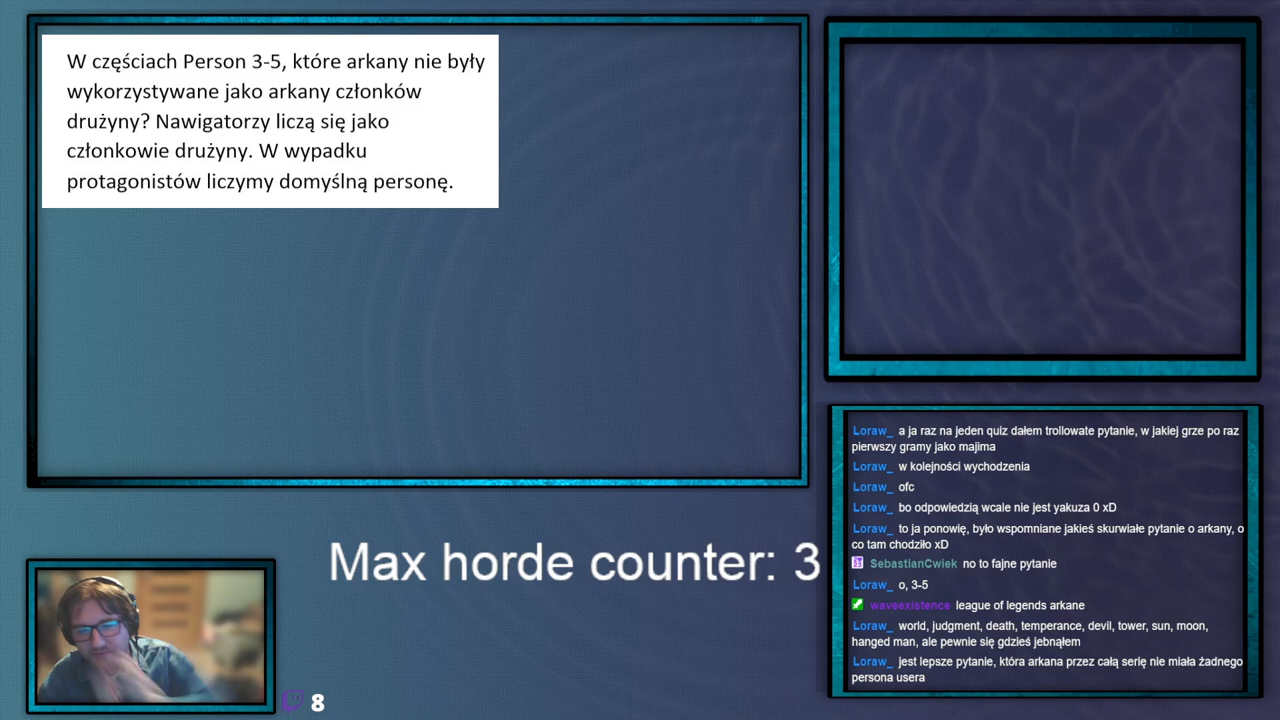 W częściach Person 3-5, które arkany nie były
wykorzystywane jako arkany członków
drużyny? Nawigatorzy liczą się jako
członkowie drużyny. W wypadku
protagonistów liczymy domyślną personę.
Loraw_ a ja raz na jeden quiz dałem trollowate pytanie, w jakiej grze po raz
pierwszy gramy jako majima
Loraw_ w kolejności wychodzenia
Loraw_ ofc
Loraw_ bo odpowiedzią wcale nie jest yakuza 0 xD
Loraw_ to ja ponowię, było wspomniane jakieś skurwiałe pytanie o arkany, o
co tam chodziło xD
SebastianCwiek no to fajne pytanie
Loraw_ o, 3-5
waveexistence league of legends arkane
Loraw_ world, judgment, death, temperance, devil, tower, sun, moon,
hanged man, ale pewnie się gdzieś jebnąłem
Loraw_ jest lepsze pytanie, która arkana przez całą serię nie miała żadnego
persona usera
Max horde counter: 3
8